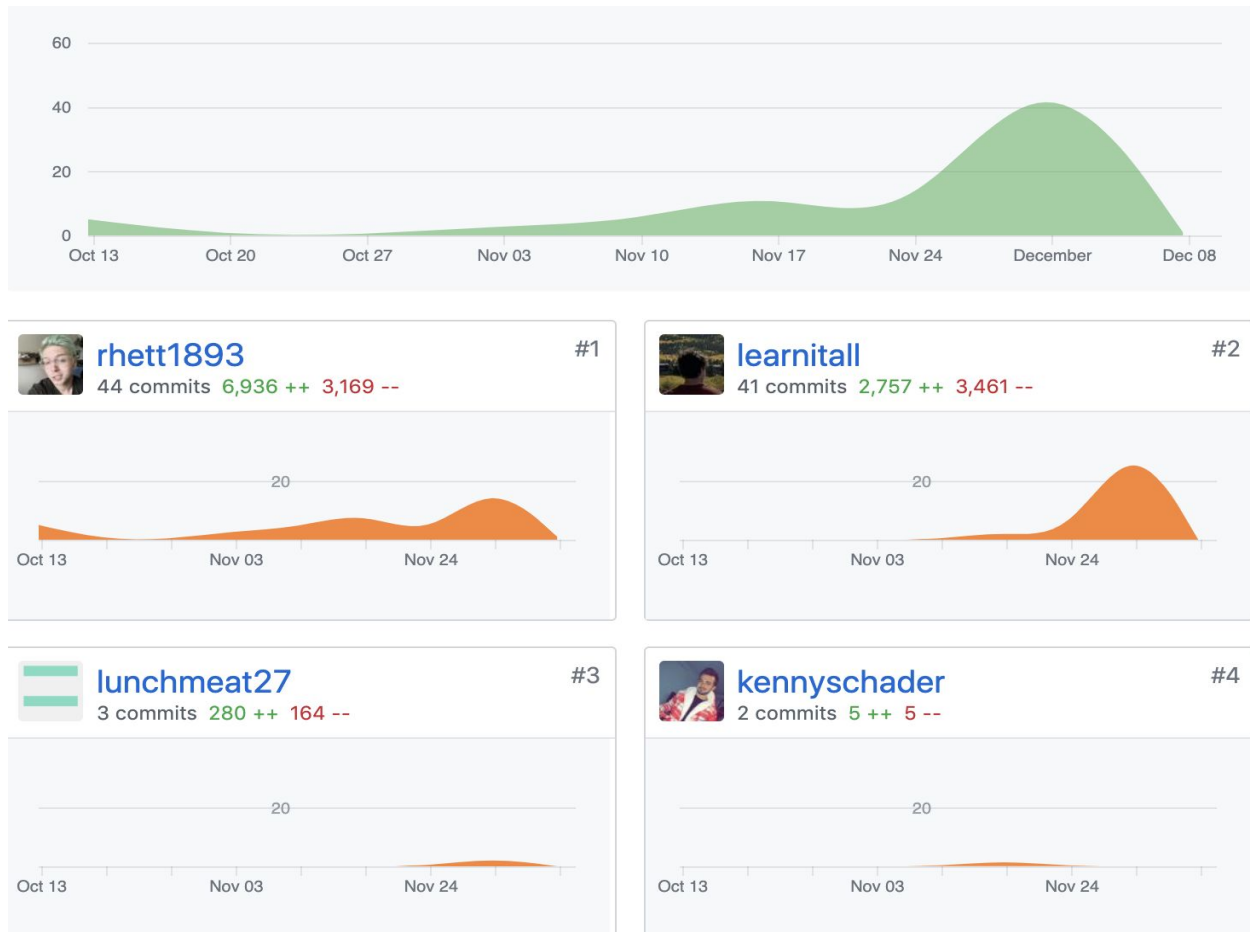 60
40
20
0
Oct 13 Oct 20 Oct 27 Nov 03 Nov 10 Nov 17 Nov 24 December Dec 08
rhett1893 #1
44 commits 6,936 ++ 3,169 --
20
Oct 13 Nov 03 Nov 24
learnitall #2
41 commits 2,757 ++ 3,461 --
20
Oct 13 Nov 03 Nov 24
lunchmeat27 #3
3 commits 280 ++ 164 --
20
Oct 13 Nov 03 Nov 24
kennyschader #4
2 commits 5 ++ 5 --
20
Oct 13 Nov 03 Nov 24